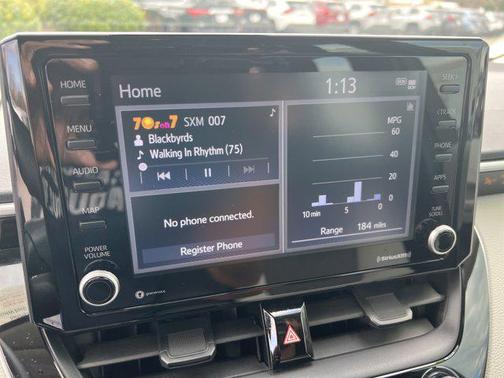 HOME
MENU
AUDIO
MAP
POWER
VOLUME
Home
1:13
70s on 7 SXM 007
Blackbyrds
Walking In Rhythm (75)
No phone connected.
Register Phone
MPG
60
40
20
0
10 min 5 0
Range 184 miles
SEEK >
< TRACK
PHONE
APPS
TUNE
SCROLL
SiriusXM